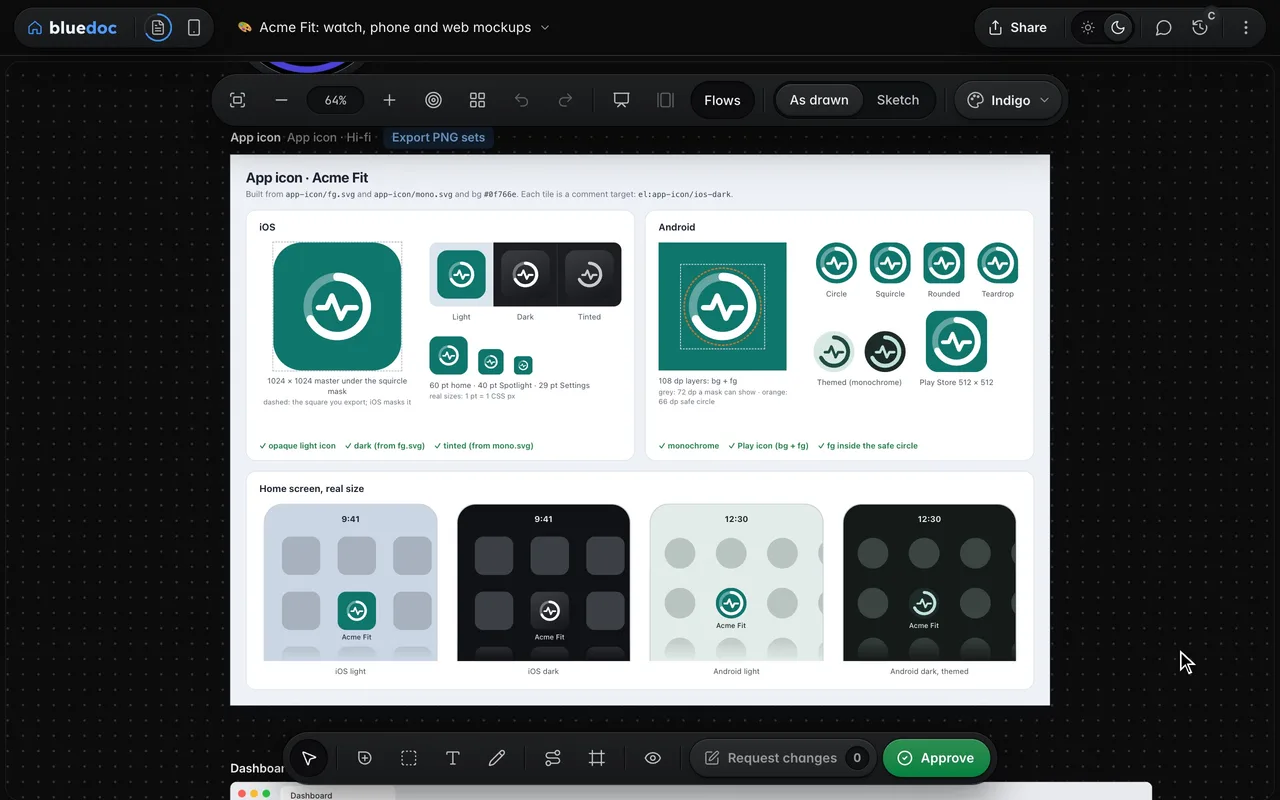 bluedoc
Acme Fit: watch, phone and web mockups
Share
C
64%
Flows
As drawn
Sketch
Indigo
App icon App icon · Hi-fi · Export PNG sets
App icon · Acme Fit
Built from app-icon/fg.svg and app-icon/mono.svg and bg #0f766e. Each tile is a comment target: el:app-icon/ios-dark.
iOS
Light
Dark
Tinted
1024 × 1024 master under the squircle
mask
dashed: the square you export; iOS masks it
60 pt home · 40 pt Spotlight · 29 pt Settings
real sizes: 1 pt = 1 CSS px
✓ opaque light icon ✓ dark (from fg.svg) ✓ tinted (from mono.svg)
Android
Circle
Squircle
Rounded
Teardrop
Themed (monochrome)
Play Store 512 × 512
108 dp layers: bg + fg
grey: 72 dp a mask can show · orange:
66 dp safe circle
✓ monochrome ✓ Play icon (bg + fg) ✓ fg inside the safe circle
Home screen, real size
9:41
Acme Fit
iOS light
9:41
Acme Fit
iOS dark
12:30
Acme Fit
Android light
12:30
Acme Fit
Android dark, themed
Request changes 0
Approve
Dashboar
Dashboard